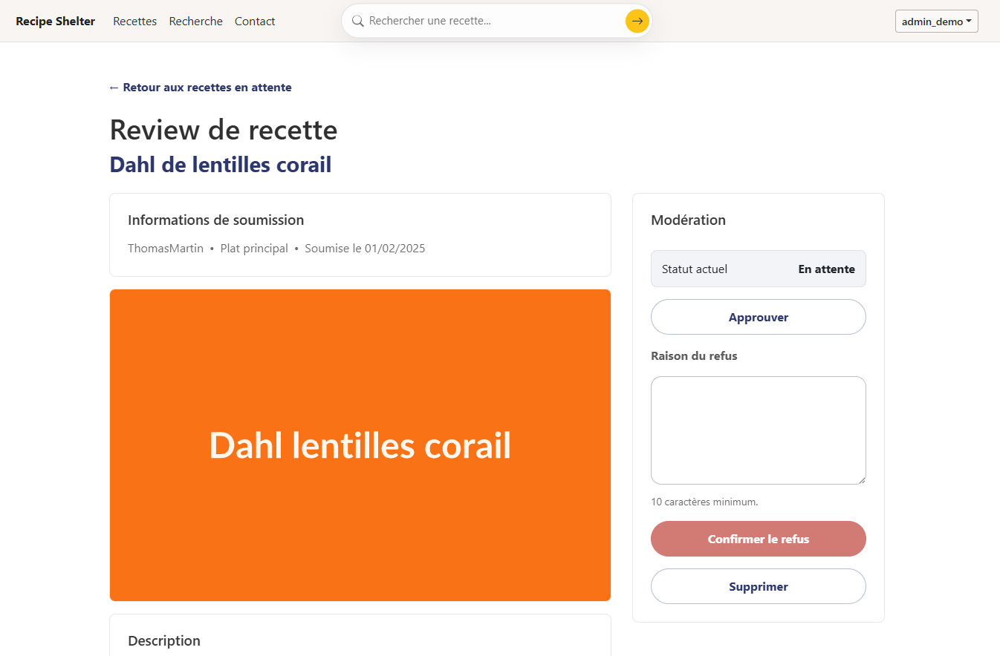 Recipe Shelter Recettes Recherche Contact Rechercher une recette... → admin_demo
← Retour aux recettes en attente
Review de recette
Dahl de lentilles corail
Informations de soumission
ThomasMartin • Plat principal • Soumise le 01/02/2025
Dahl lentilles corail
Description
Modération
Statut actuel En attente
Approuver
Raison du refus
10 caractères minimum.
Confirmer le refus
Supprimer